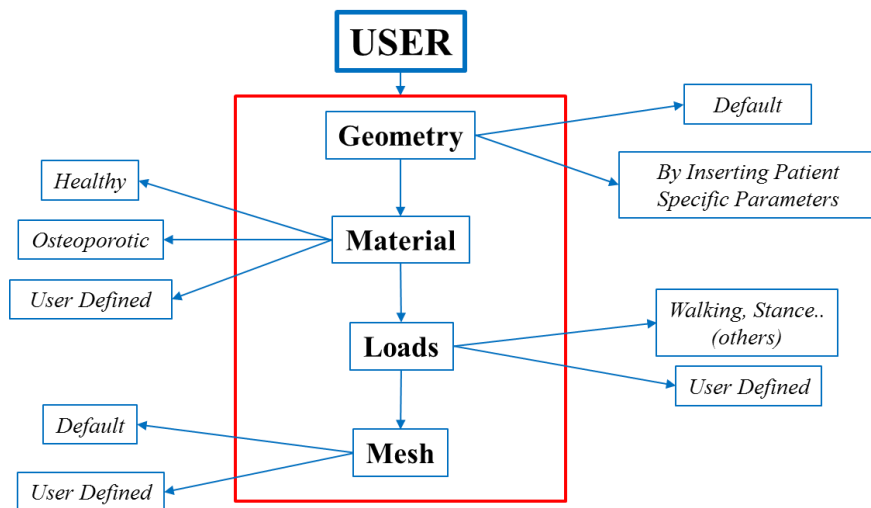 USER
Geometry
Default
By Inserting Patient
Specific Parameters
Healthy
Osteoporotic
User Defined
Material
Walking, Stance..
(others)
Loads
User Defined
Default
Mesh
User Defined